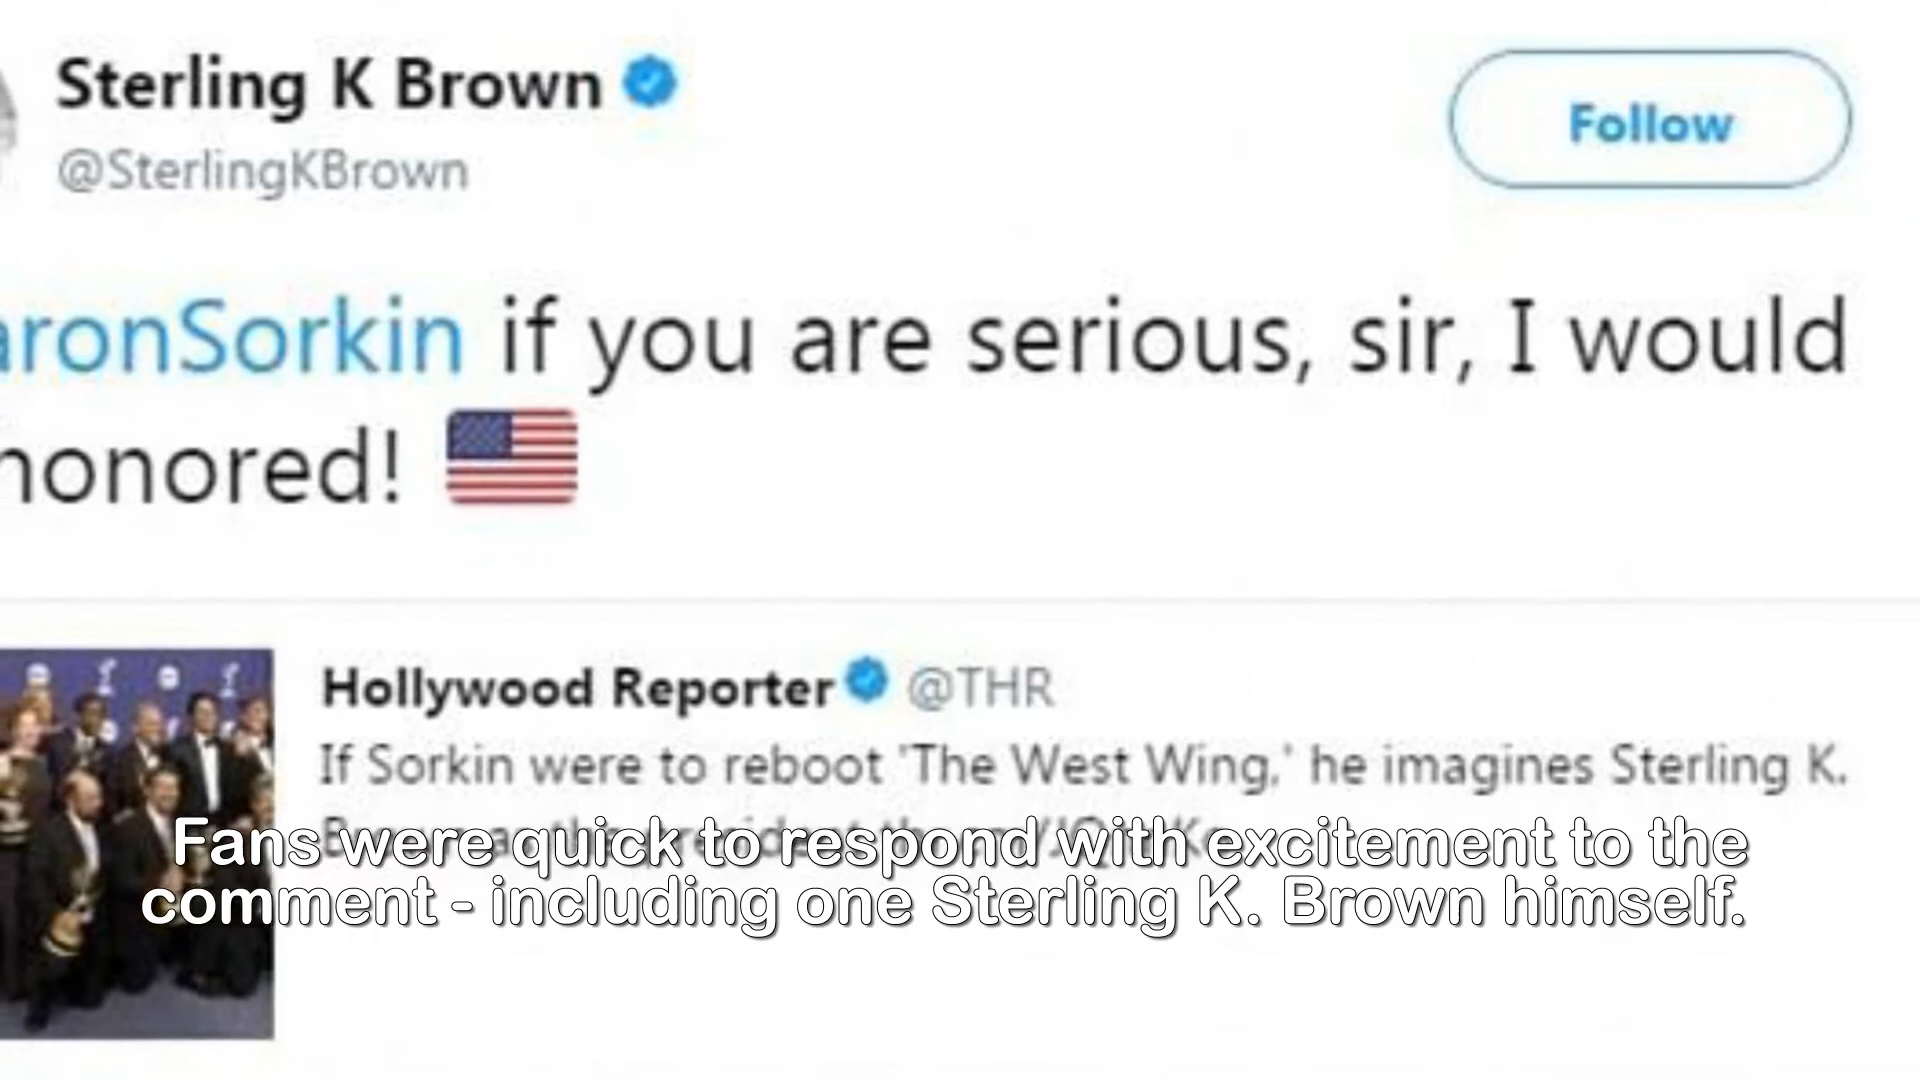 Sterling K Brown
Follow
@SterlingKBrown
aronSorkin if you are serious, sir, I would
honored!
Hollywood Reporter @THR
If Sorkin were to reboot 'The West Wing,' he imagines Sterling K.
Fans were quick to respond with excitement to the
comment - including one Sterling K. Brown himself.